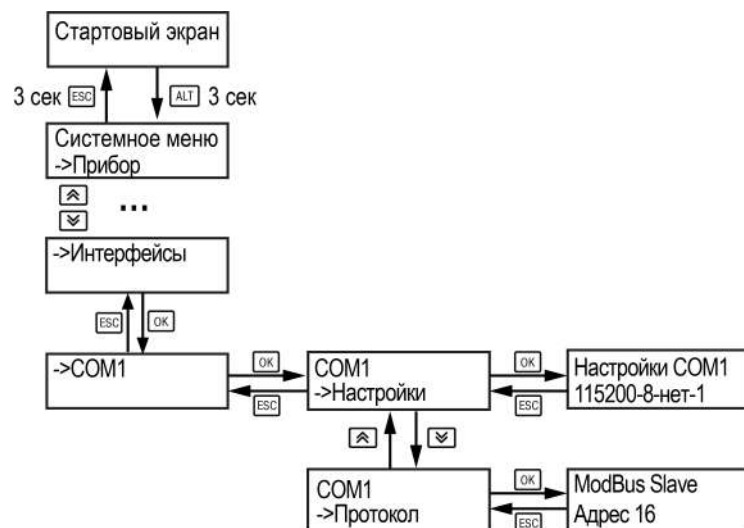 Стартовый экран
3 сек ESC ALT 3 сек
Системное меню
->Прибор
...
->Интерфейсы
ESC OK
->COM1
OK
ESC
COM1
->Настройки
OK
ESC
Настройки COM1
115200-8-нет-1
COM1
->Протокол
OK
ESC
ModBus Slave
Адрес 16